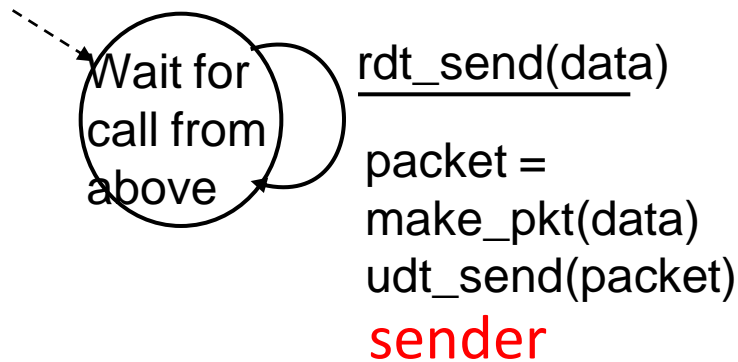 Wait for
call from
above
rdt_send(data)
packet =
make_pkt(data)
udt_send(packet)
sender